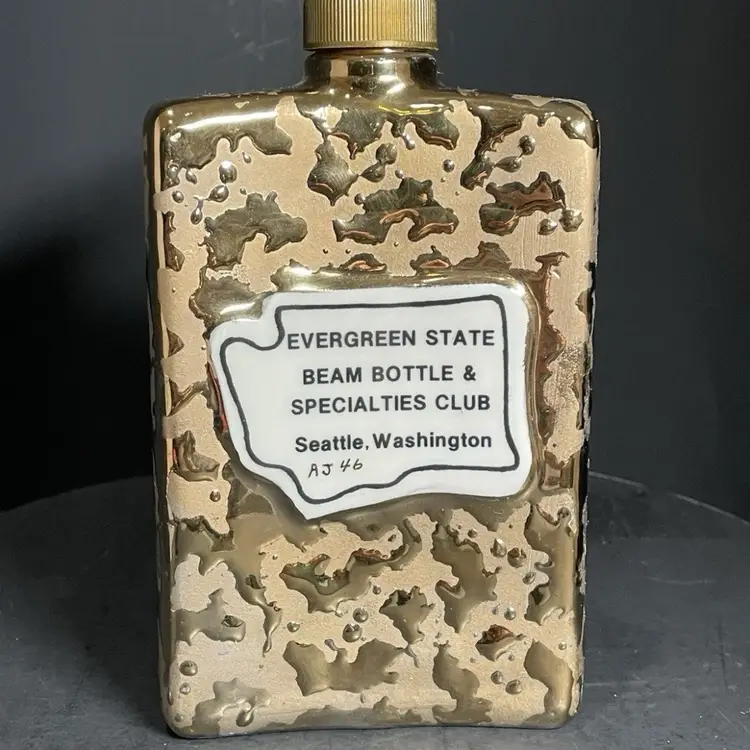 EVERGREEN STATE
BEAM BOTTLE &
SPECIALTIES CLUB
Seattle, Washington
AJ 46